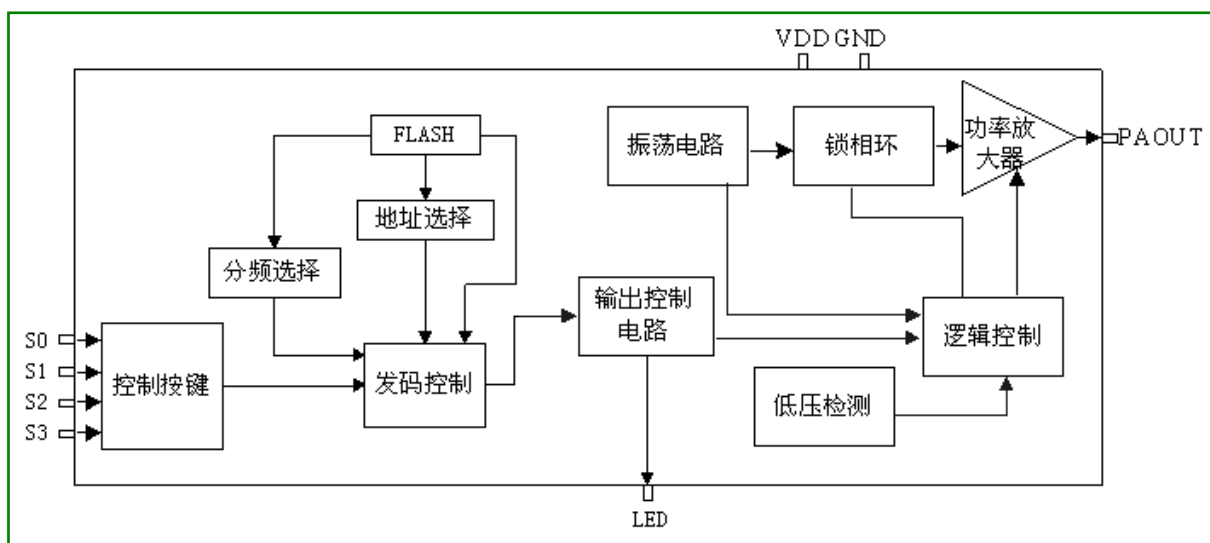 VDD GND
FLASH
振荡电路
锁相环
功率放
大器
PAOUT
地址选择
分频选择
输出控制
电路
逻辑控制
S0
S1
S2
S3
控制按键
发码控制
低压检测
LED